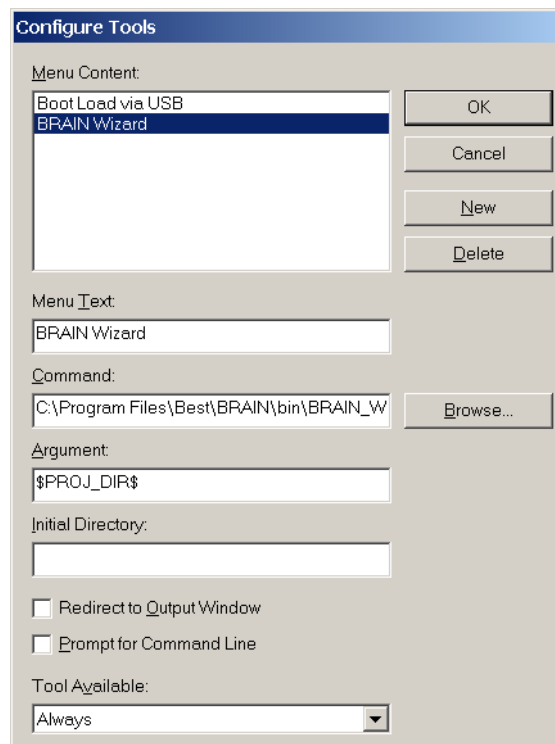 Configure Tools
Menu Content:
Boot Load via USB
BRAIN Wizard
OK
Cancel
New
Delete
Menu Text:
BRAIN Wizard
Command:
C:\Program Files\Best\BRAIN\bin\BRAIN_W
Browse...
Argument:
$PROJ_DIR$
Initial Directory:
Redirect to Output Window
Prompt for Command Line
Tool Available:
Always